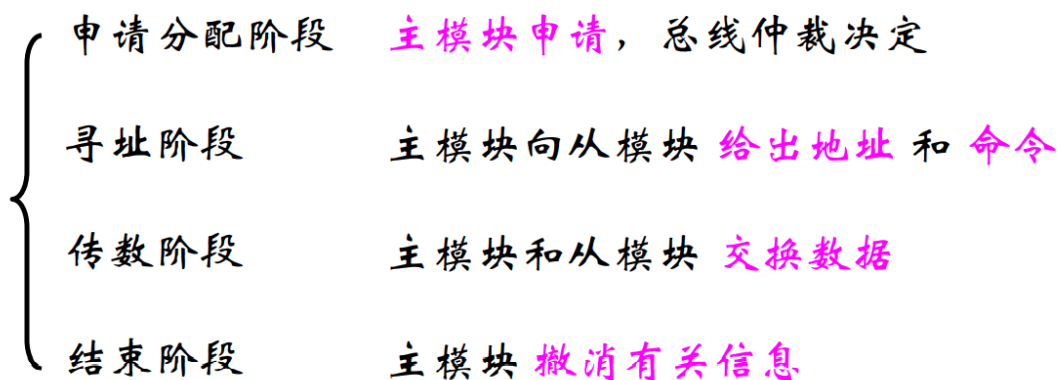 申请分配阶段 主模块申请，总线仲裁决定
寻址阶段 主模块向从模块 给出地址 和 命令
传数阶段 主模块和从模块 交换数据
结束阶段 主模块 撤消有关信息